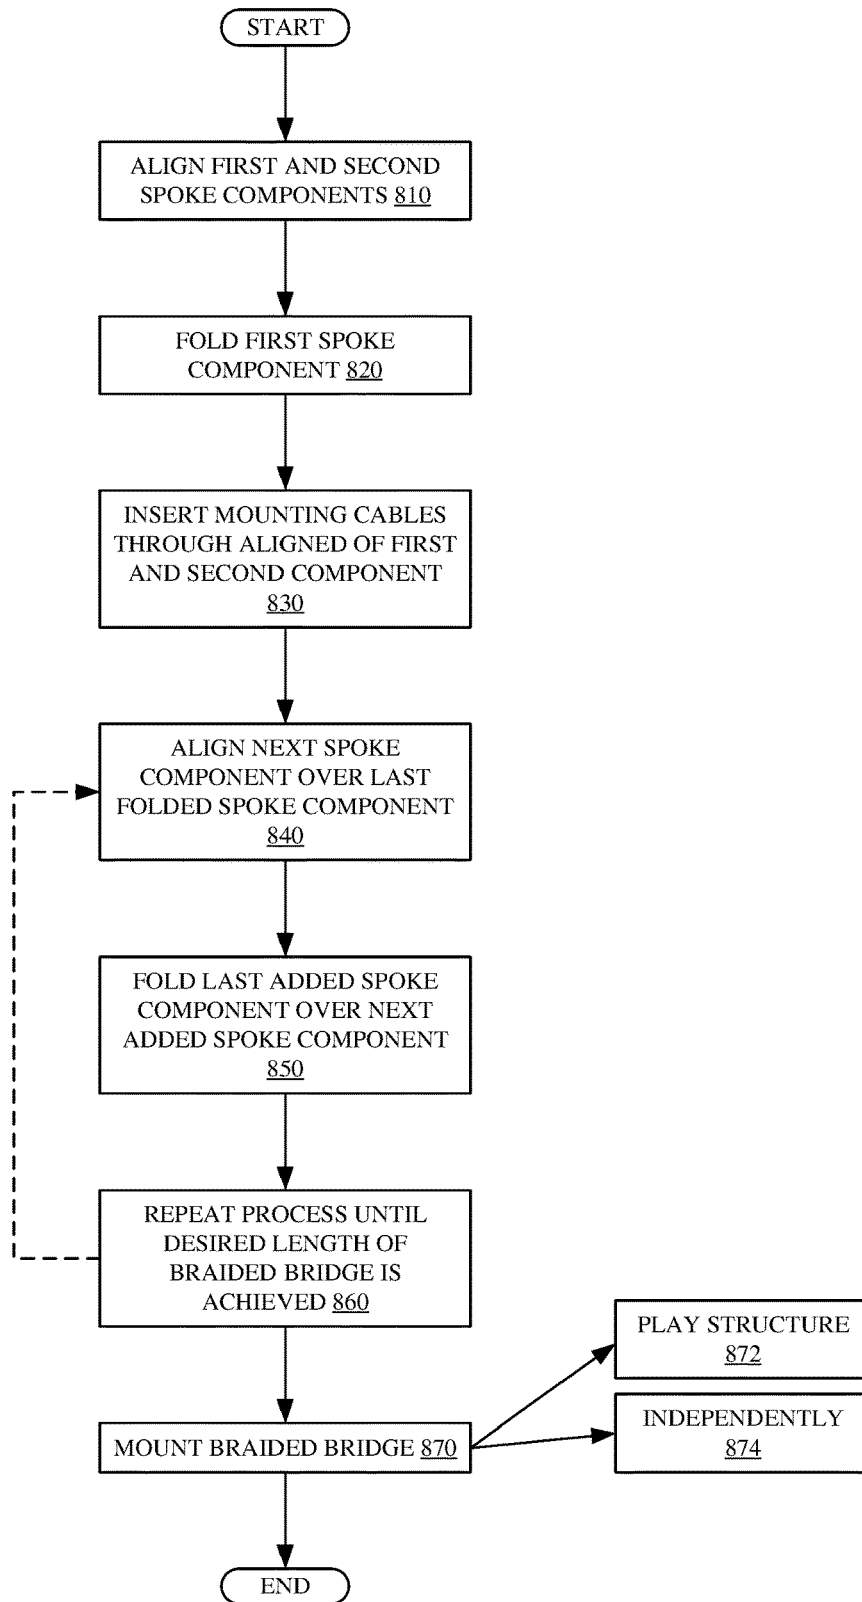 START
ALIGN FIRST AND SECOND
SPOKE COMPONENTS 810
FOLD FIRST SPOKE
COMPONENT 820
INSERT MOUNTING CABLES
THROUGH ALIGNED OF FIRST
AND SECOND COMPONENT
830
ALIGN NEXT SPOKE
COMPONENT OVER LAST
FOLDED SPOKE COMPONENT
840
FOLD LAST ADDED SPOKE
COMPONENT OVER NEXT
ADDED SPOKE COMPONENT
850
REPEAT PROCESS UNTIL
DESIRED LENGTH OF
BRAIDED BRIDGE IS
ACHIEVED 860
PLAY STRUCTURE
872
MOUNT BRAIDED BRIDGE 870
INDEPENDENTLY
874
END